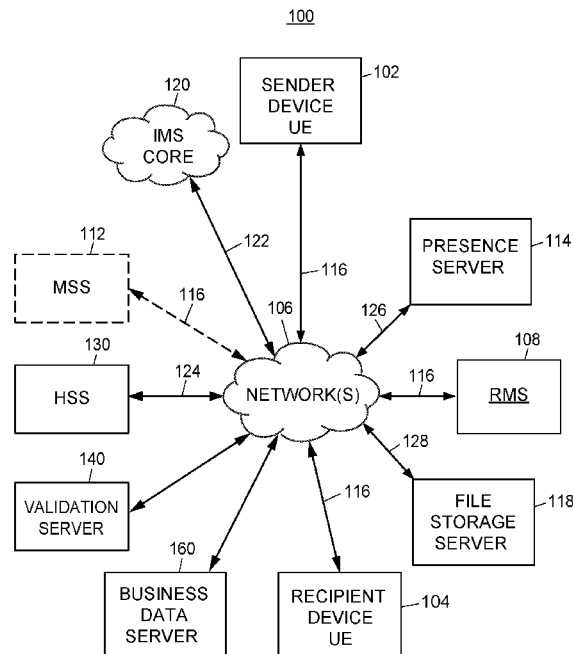 100
120
102
SENDER
DEVICE
UE
IMS
CORE
122
112
MSS
116
116
106
PRESENCE
SERVER
114
126
130
HSS
124
NETWORK(S)
116
108
RMS
128
140
VALIDATION
SERVER
116
FILE
STORAGE
SERVER
118
160
BUSINESS
DATA
SERVER
RECIPIENT
DEVICE
UE
104